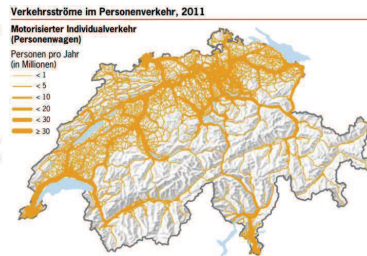 Verkehrsströme im Personenverkehr, 2011
Motorisierter Individualverkehr
(Personenwagen)
Personen pro Jahr
(in Millionen)
< 1
< 5
< 10
< 20
< 30
≥ 30